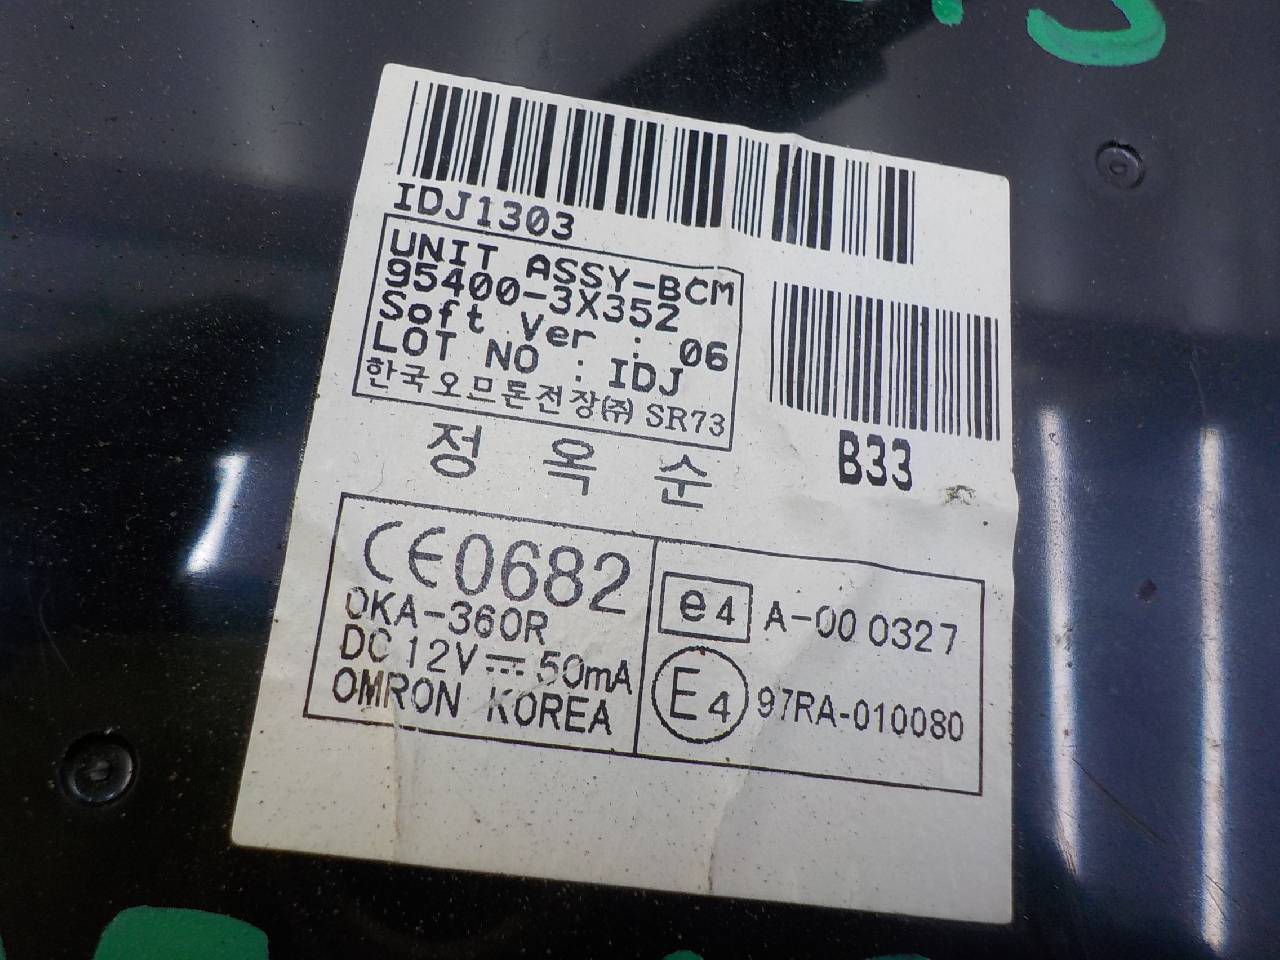 IDJ1303
UNIT ASSY-BCM
95400-3X352
Soft Ver : 06
LOT NO : IDJ
한국오므론전장(주) SR73
B33
정 옥 순
CE0682
OKA-360R
DC 12V⎓50mA
OMRON KOREA
e4 A-00 0327
E4 97RA-010080